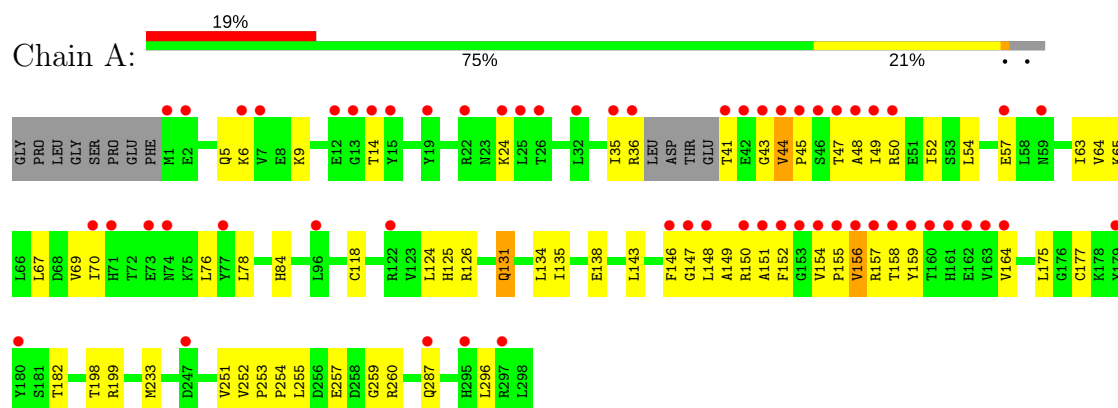 19%
Chain A:
75% 21% • •
GLY PRO LEU GLY SER PRO GLU PHE M1 E2 Q5 K6 V7 E8 K9 E12 G13 T14 Y15 Y19 R22 N23 K24 L25 T26 L32 I35 R36 LEU ASP THR GLU T41 E42 G43 V44 P45 S46 T47 A48 I49 R50 E51 I52 S53 L54 E57 L58 N59 I63 V64 K65
L66 L67 D68 V69 I70 H71 T72 E73 N74 K75 L76 Y77 L78 H84 L96 C118 R122 V123 L124 H125 R126 Q131 L134 I135 E138 L143 F146 G147 L148 A149 R150 A151 F152 G153 V154 P155 V156 R157 T158 Y159 T160 H161 E162 V163 V164 L175 G176 C177 K178 Y179
Y180 S181 T182 T198 R199 M233 D247 V251 V252 P253 P254 L255 D256 E257 D258 G259 R260 Q287 H295 L296 R297 L298